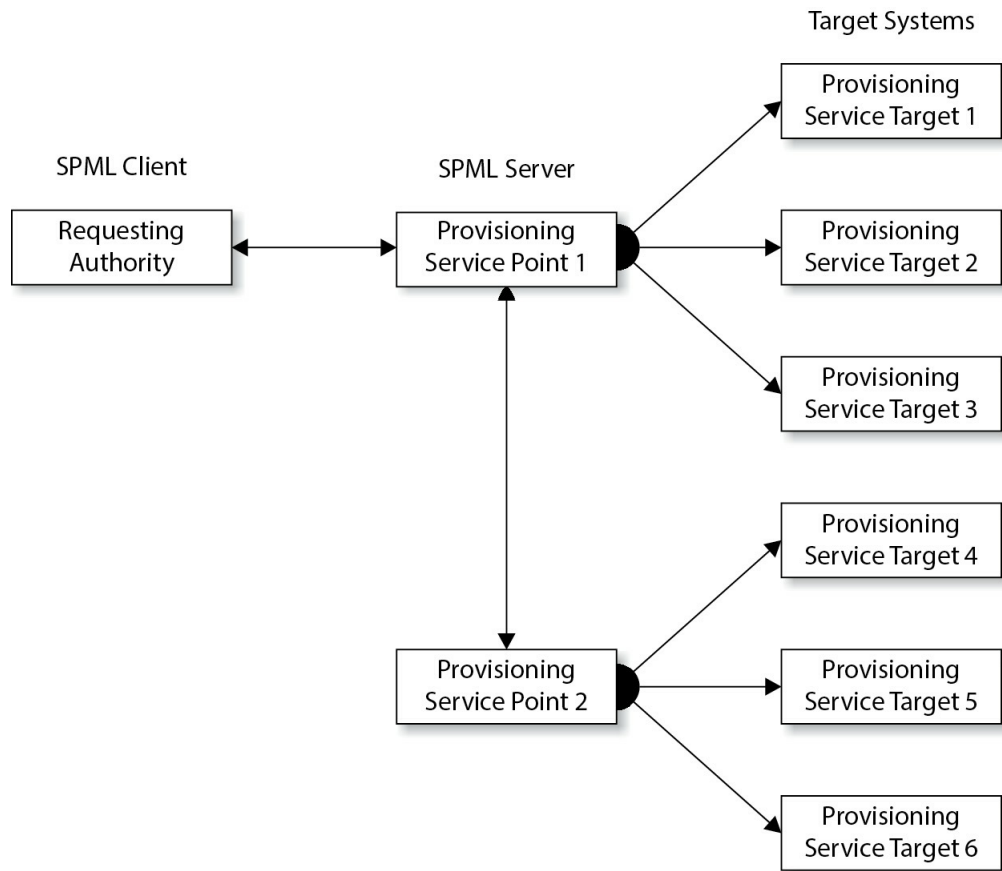 Target Systems
Provisioning
Service Target 1
SPML Client
SPML Server
Requesting
Authority
Provisioning
Service Point 1
Provisioning
Service Target 2
Provisioning
Service Target 3
Provisioning
Service Target 4
Provisioning
Service Point 2
Provisioning
Service Target 5
Provisioning
Service Target 6